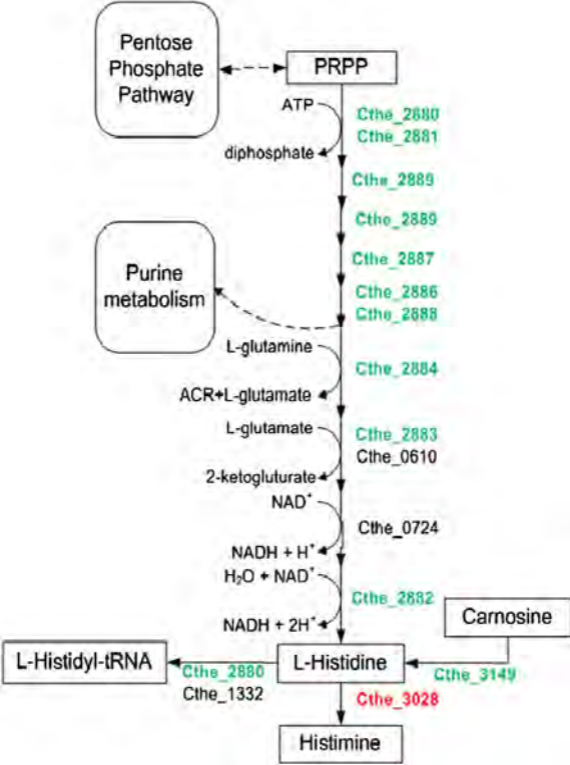 Pentose
Phosphate
Pathway
PRPP
ATP
Cthe_2880
Cthe_2881
diphosphate
Cthe_2889
Cthe_2889
Cthe_2887
Purine
metabolism
Cthe_2886
Cthe_2888
L-glutamine
Cthe_2884
ACR+L-glutamate
L-glutamate
Cthe_2883
Cthe_0610
2-ketogluturate
NAD+
Cthe_0724
NADH + H+
H2O + NAD+
Cthe_2882
NADH + 2H+
Carnosine
L-Histidyl-tRNA
L-Histidine
Cthe_2880
Cthe_3149
Cthe_1332
Cthe_3028
Histimine